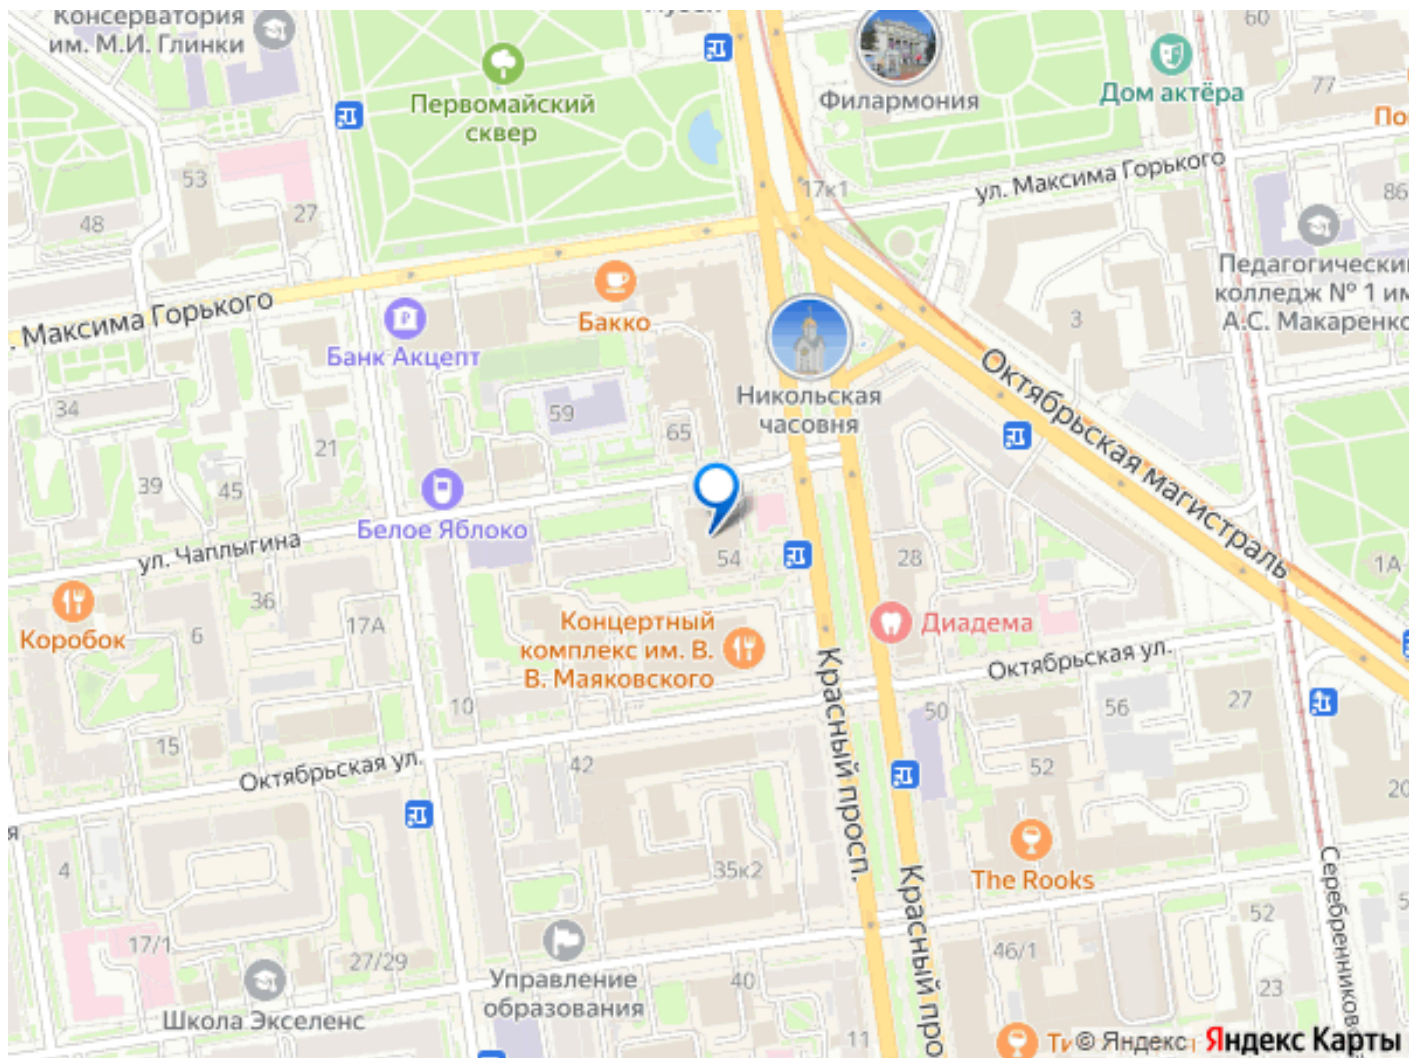 Консерватория
им. М.И. Глинки
Первомайский
сквер
Филармония
Дом актёра
60
77
53
48
27
17к1
ул. Максима Горького
86
Педагогический
колледж № 1 им
А.С. Макаренко
Максима Горького
Банк Акцепт
Бакко
3
Никольская
часовня
Октябрьская магистраль
34
59
65
21
39
45
Белое Яблоко
ул. Чаплыгина
54
28
1А
Коробок
36
6
17А
Концертный
комплекс им. В.
В. Маяковского
Диадема
Октябрьская ул.
10
50
56
27
15
Октябрьская ул.
42
Красный просп.
52
20
4
35к2
The Rooks
Красный про
Серебренников
17/1
27/29
Управление
образования
40
46/1
52
5
23
Школа Экселенс
11
© Яндекс
Яндекс Карты